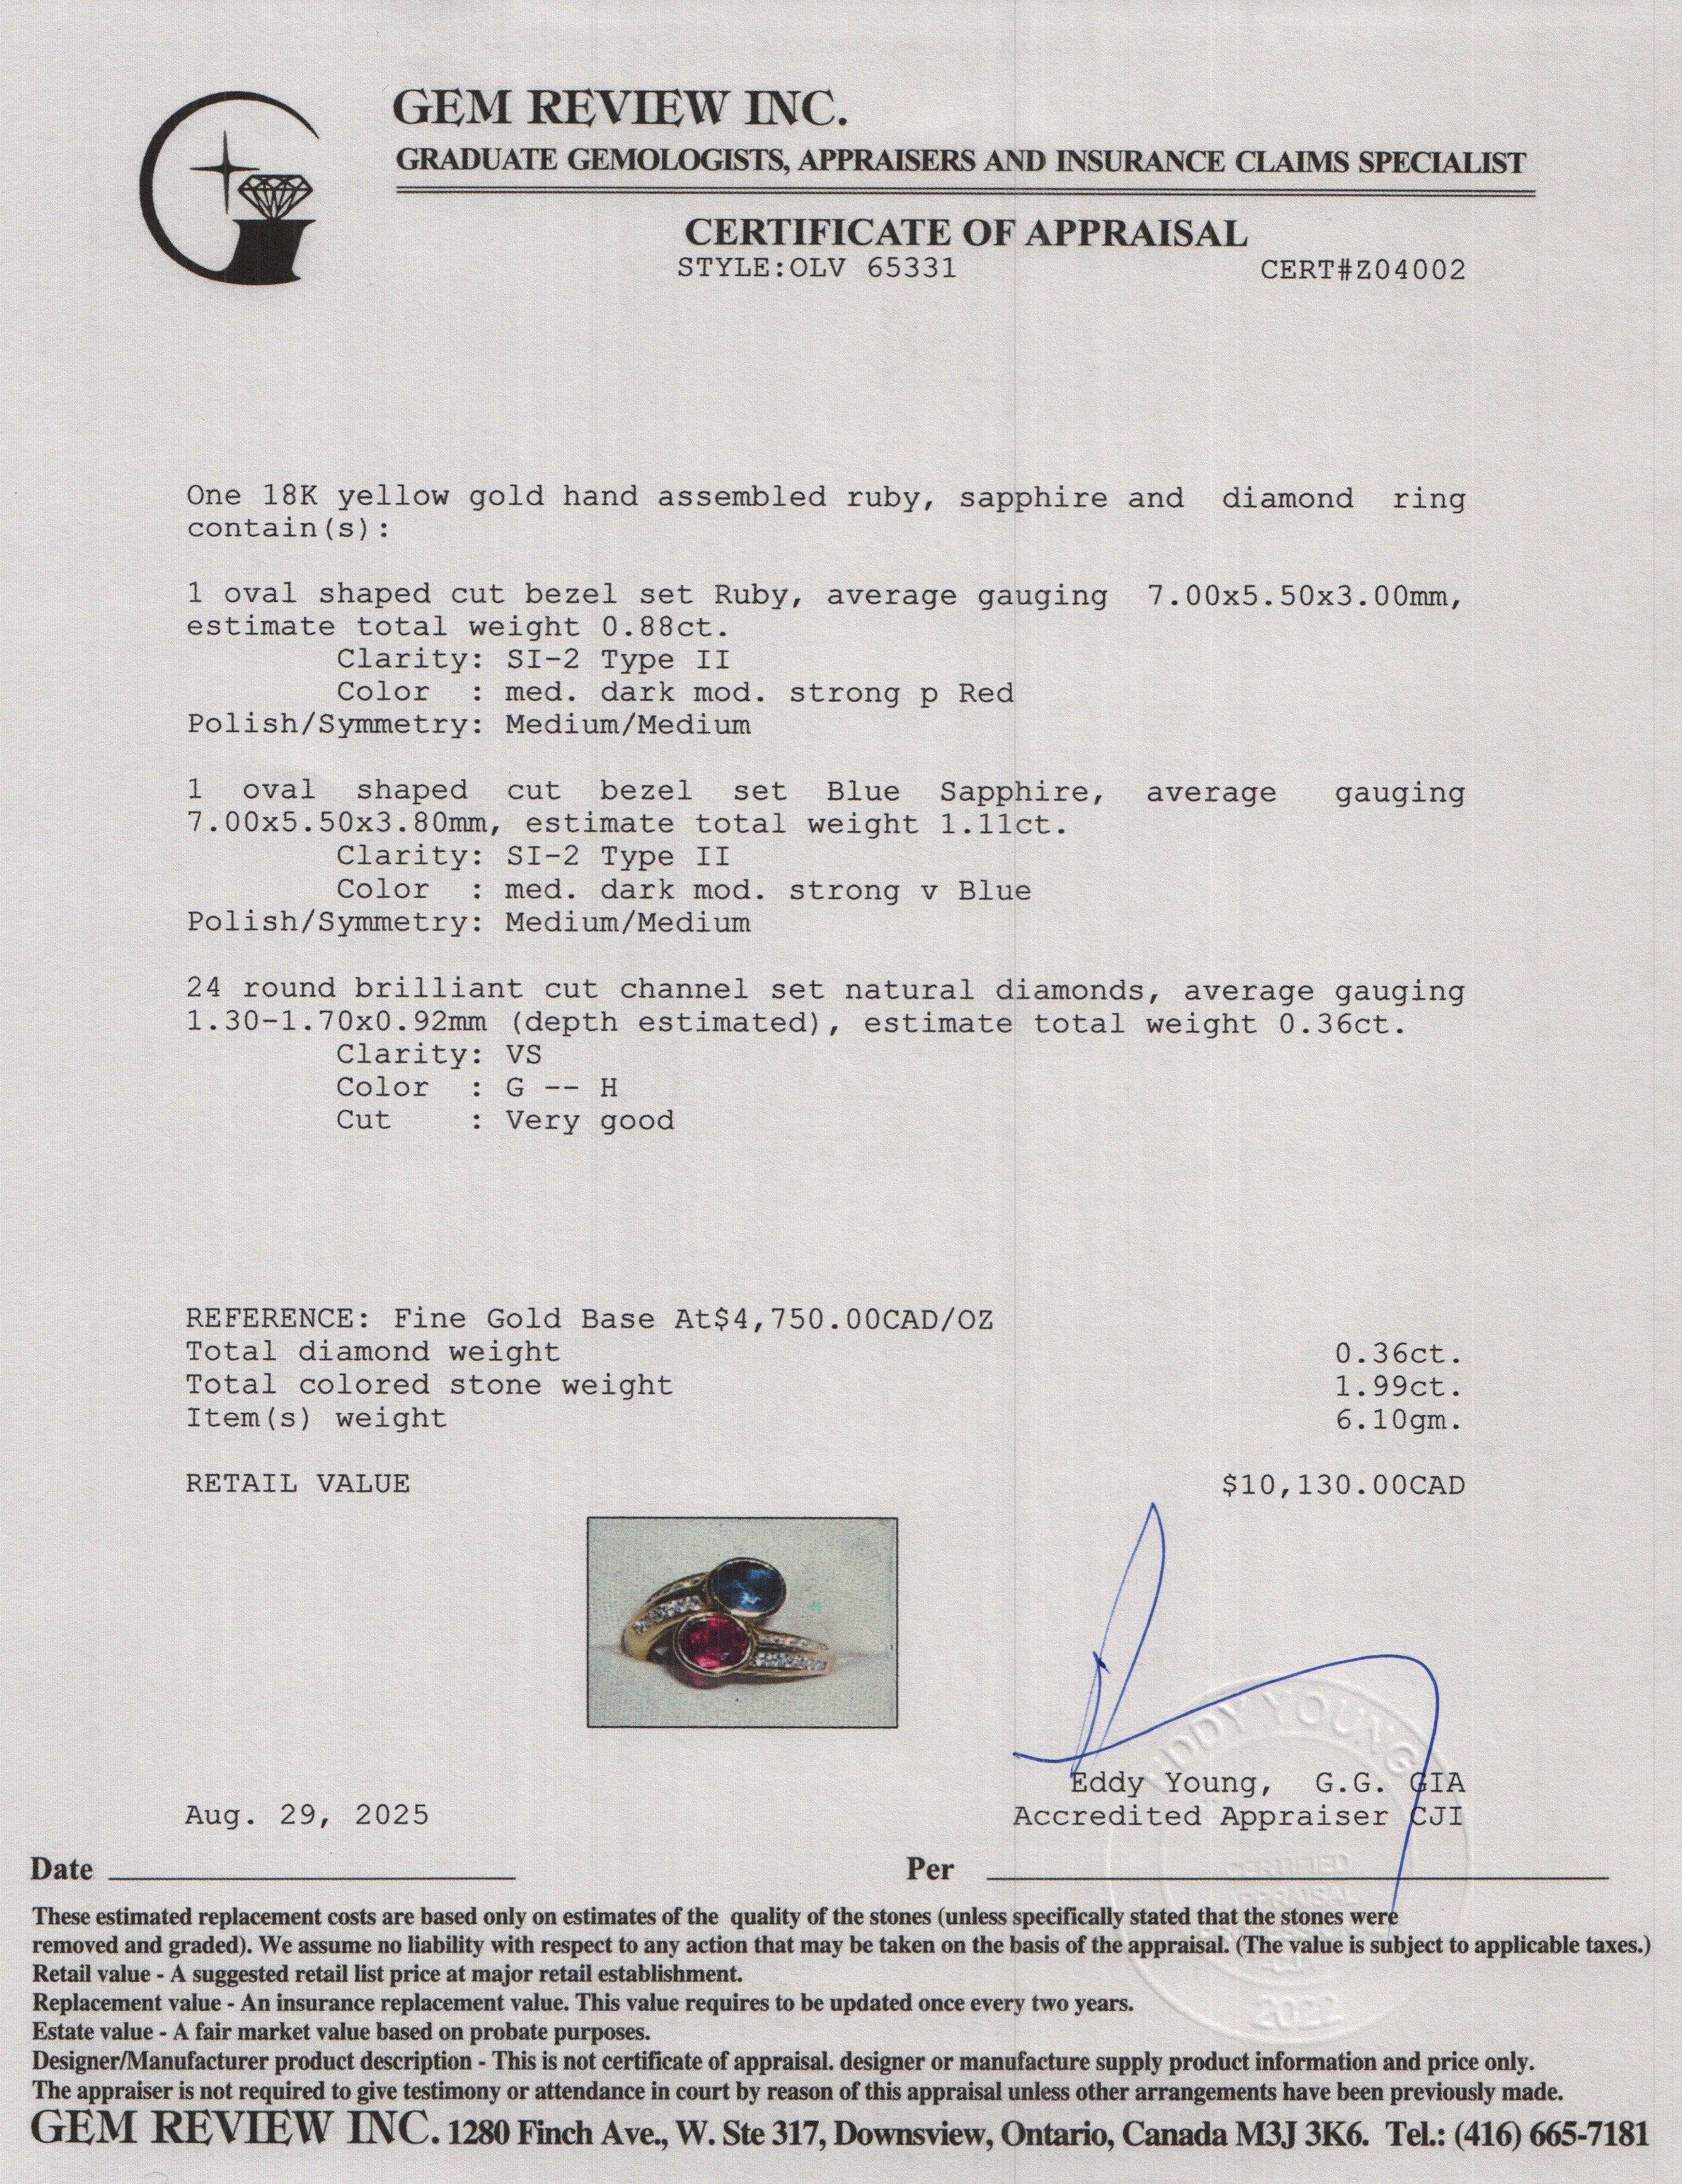 GEM REVIEW INC.
GRADUATE GEMOLOGISTS, APPRAISERS AND INSURANCE CLAIMS SPECIALIST
CERTIFICATE OF APPRAISAL
STYLE:OLV 65331 CERT#Z04002
One 18K yellow gold hand assembled ruby, sapphire and diamond ring
contain(s):
1 oval shaped cut bezel set Ruby, average gauging 7.00x5.50x3.00mm,
estimate total weight 0.88ct.
Clarity: SI-2 Type II
Color : med. dark mod. strong p Red
Polish/Symmetry: Medium/Medium
1 oval shaped cut bezel set Blue Sapphire, average gauging
7.00x5.50x3.80mm, estimate total weight 1.11ct.
Clarity: SI-2 Type II
Color : med. dark mod. strong v Blue
Polish/Symmetry: Medium/Medium
24 round brilliant cut channel set natural diamonds, average gauging
1.30-1.70x0.92mm (depth estimated), estimate total weight 0.36ct.
Clarity: VS
Color : G -- H
Cut : Very good
REFERENCE: Fine Gold Base At$4,750.00CAD/OZ
Total diamond weight 0.36ct.
Total colored stone weight 1.99ct.
Item(s) weight 6.10gm.
RETAIL VALUE $10,130.00CAD
EDDY YOUNG
Eddy Young, G.G. GIA
Aug. 29, 2025 Accredited Appraiser CJI
CERTIFIED
APPRAISAL
Date Per
2022
These estimated replacement costs are based only on estimates of the quality of the stones (unless specifically stated that the stones were
removed and graded). We assume no liability with respect to any action that may be taken on the basis of the appraisal. (The value is subject to applicable taxes.)
Retail value - A suggested retail list price at major retail establishment.
Replacement value - An insurance replacement value. This value requires to be updated once every two years.
Estate value - A fair market value based on probate purposes.
Designer/Manufacturer product description - This is not certificate of appraisal. designer or manufacture supply product information and price only.
The appraiser is not required to give testimony or attendance in court by reason of this appraisal unless other arrangements have been previously made.
GEM REVIEW INC. 1280 Finch Ave., W. Ste 317, Downsview, Ontario, Canada M3J 3K6. Tel.: (416) 665-7181